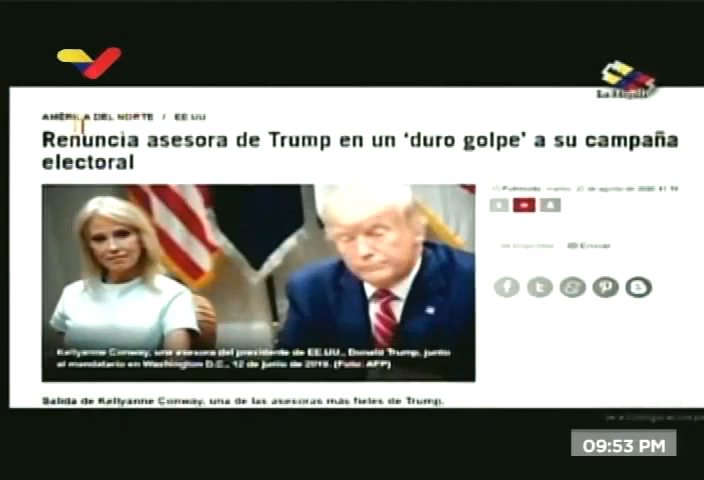 AMÉRICA DEL NORTE / EE.UU
Renuncia asesora de Trump en un ‘duro golpe’ a su campaña
electoral
Kellyanne Conway, una asesora del presidente de EE.UU., Donald Trump, junto
al mandatario en Washington D.C., 12 de junio de 2019. (Foto: AFP)
Salida de Kellyanne Conway, una de las asesoras más fieles de Trump,
Enviar
09:53 PM